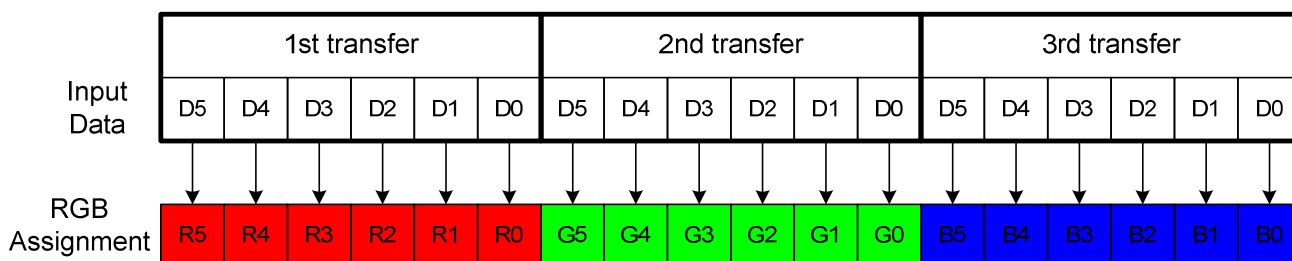 1st transfer 2nd transfer 3rd transfer
Input
Data
D5 D4 D3 D2 D1 D0 D5 D4 D3 D2 D1 D0 D5 D4 D3 D2 D1 D0
RGB
Assignment
R5 R4 R3 R2 R1 R0 G5 G4 G3 G2 G1 G0 B5 B4 B3 B2 B1 B0